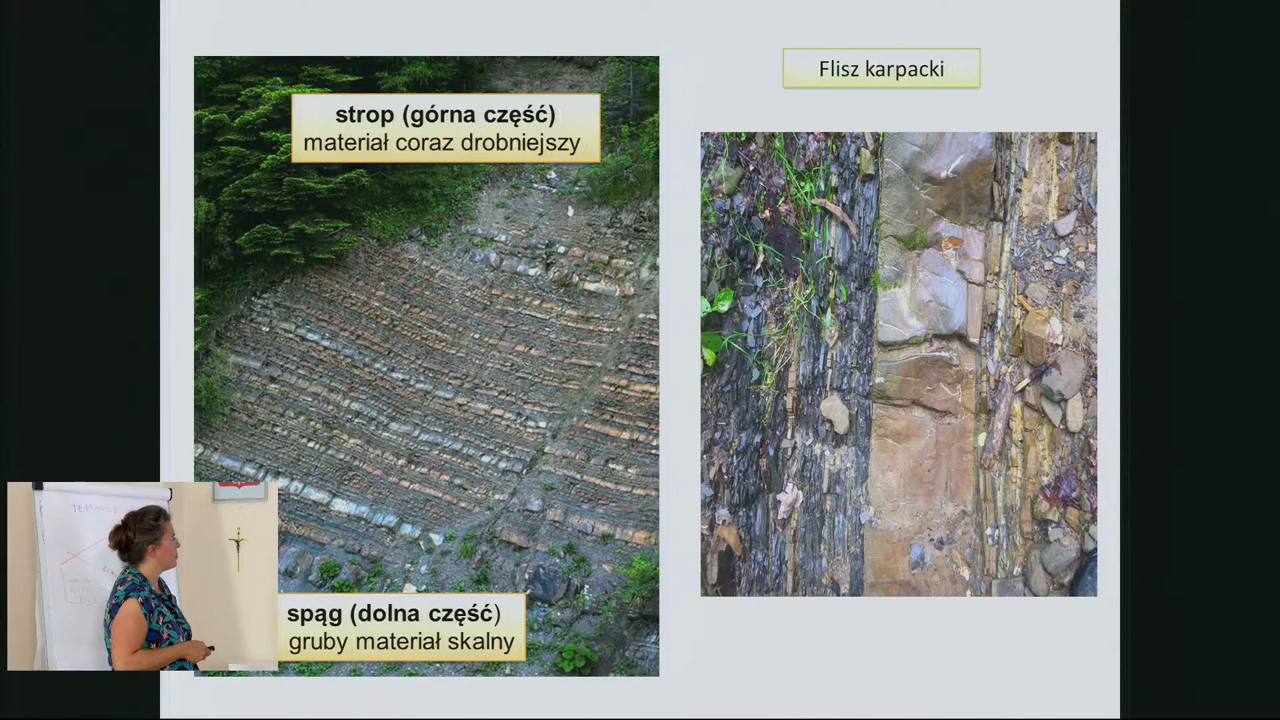 strop (górna część)
materiał coraz drobniejszy
Flisz karpacki
spąg (dolna część)
gruby materiał skalny